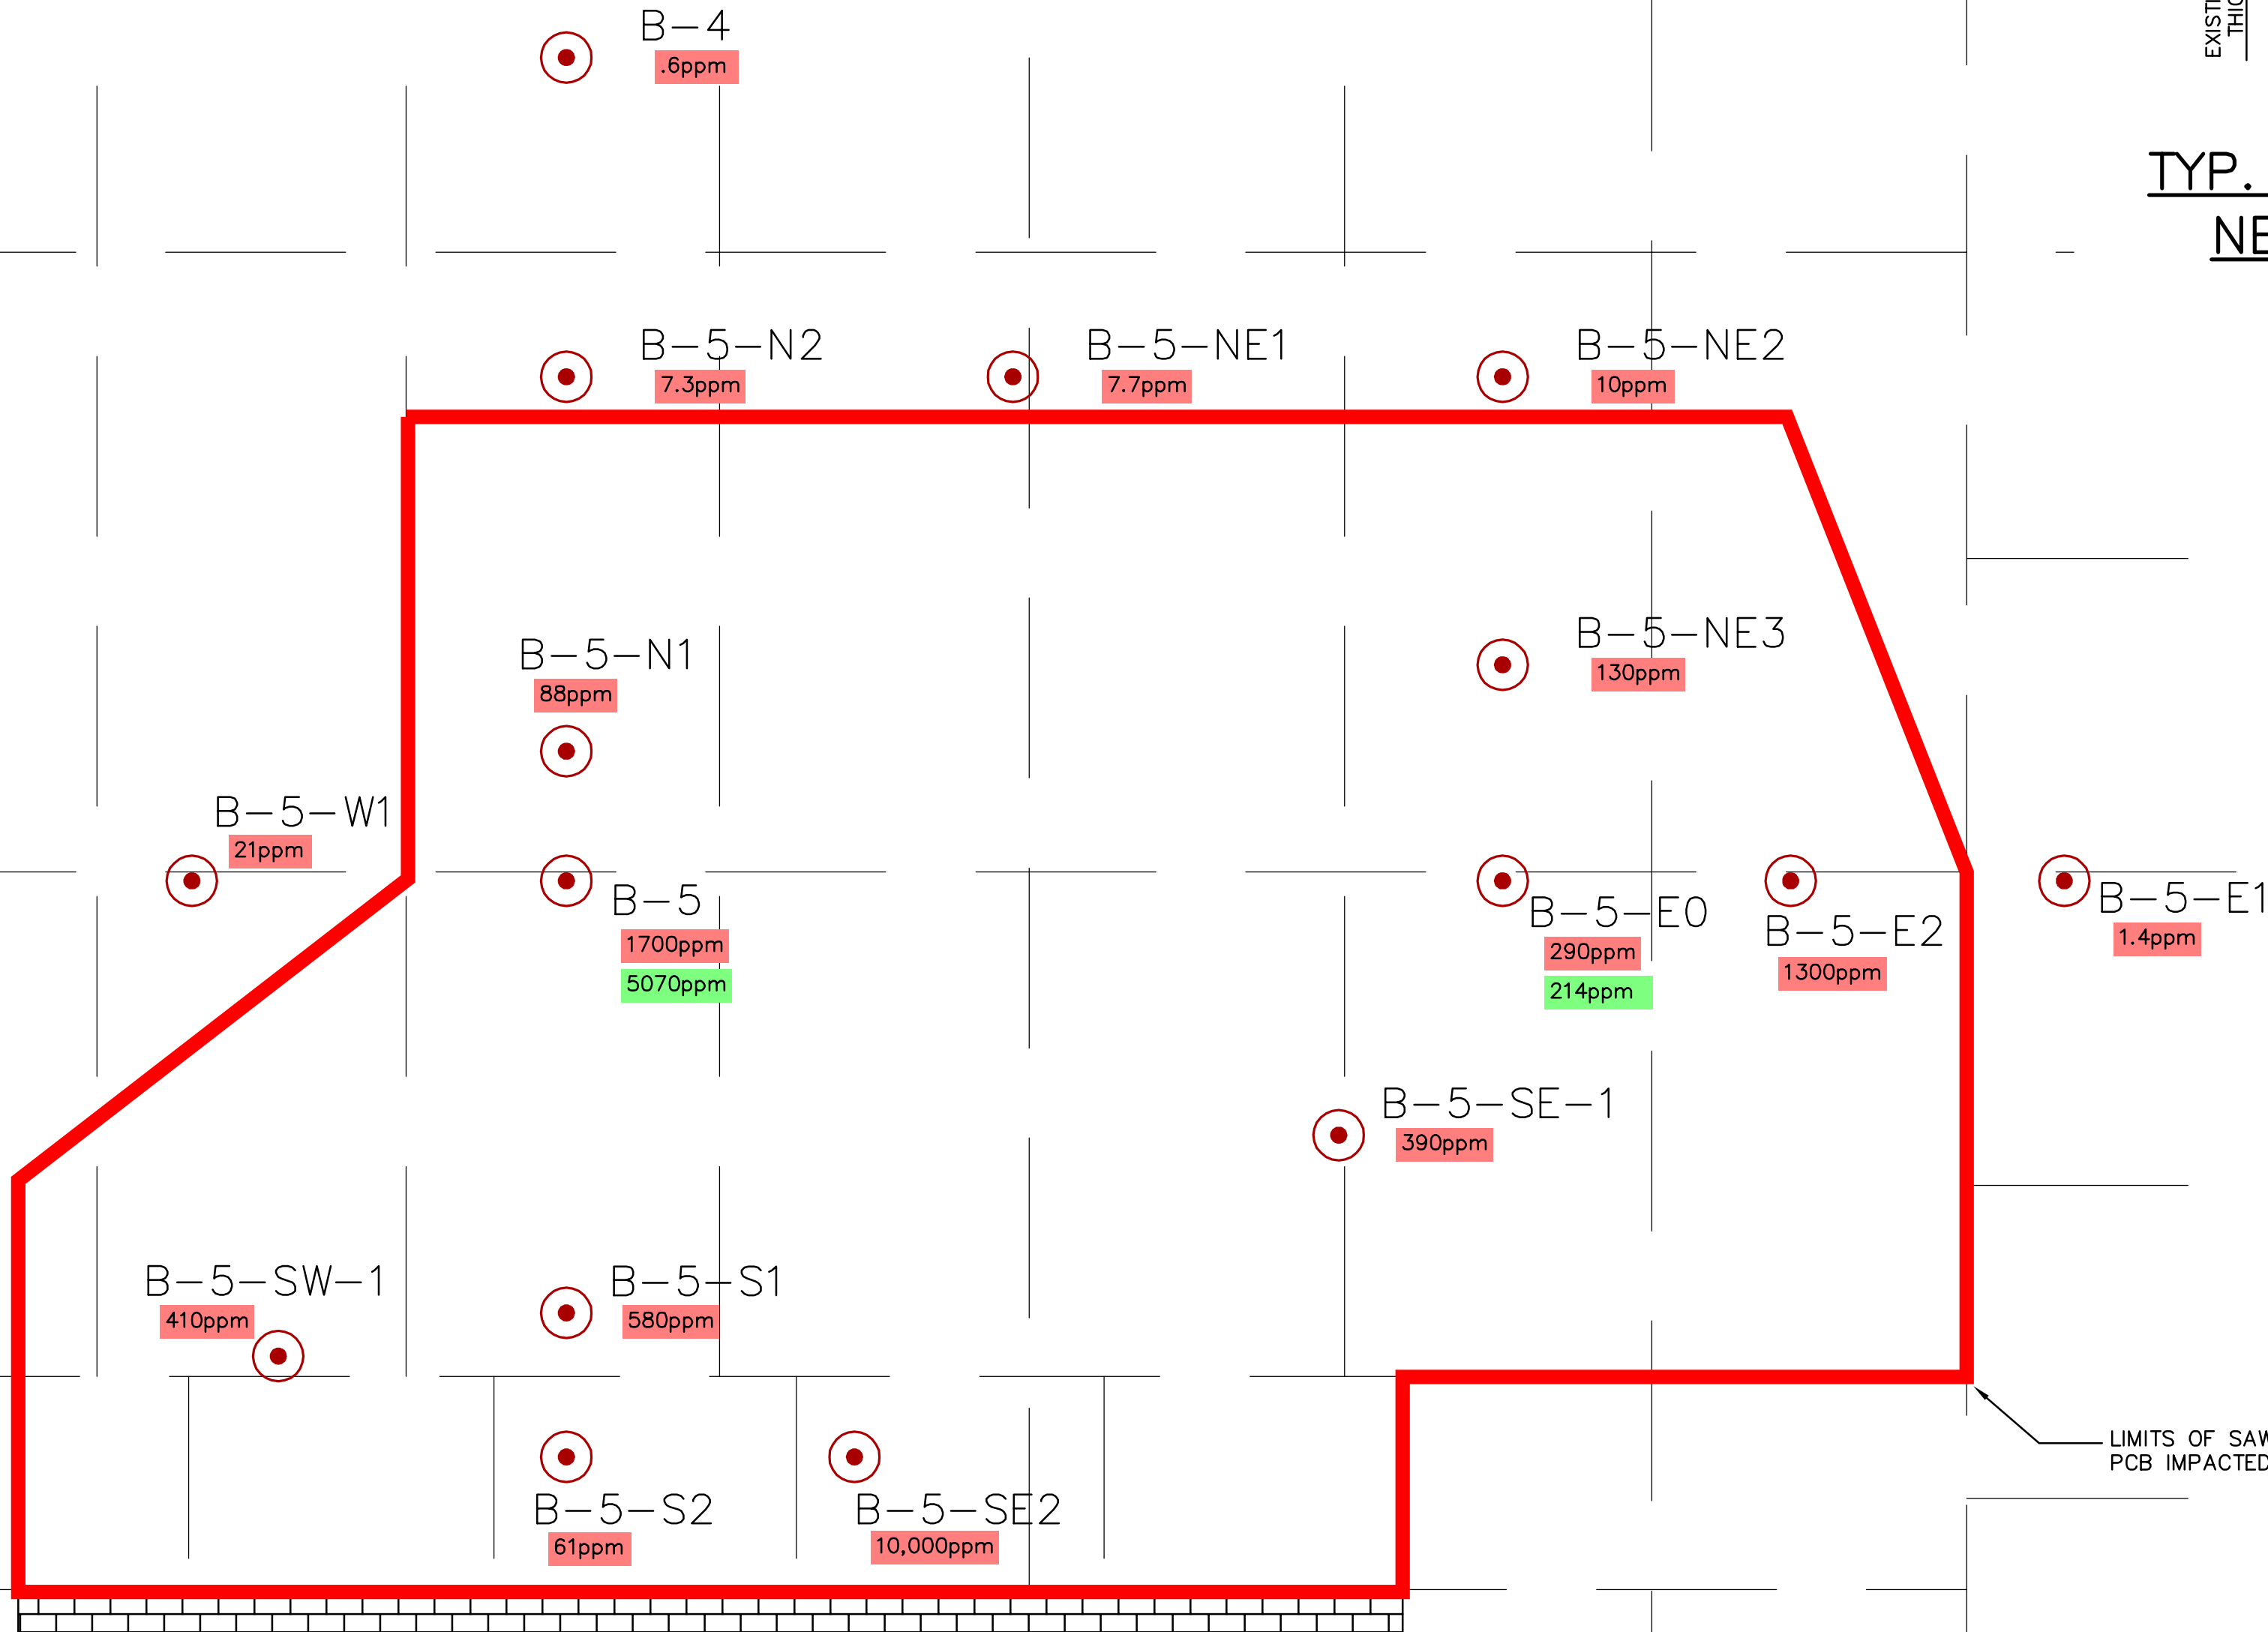 B-4
.6ppm
EXISTI
THIC
TYP.
NE
B-5-N2
7.3ppm
B-5-NE1
7.7ppm
B-5-NE2
10ppm
B-5-N1
88ppm
B-5-NE3
130ppm
B-5-W1
21ppm
B-5
1700ppm
5070ppm
B-5-E0
290ppm
214ppm
B-5-E2
1300ppm
B-5-E1
1.4ppm
B-5-SE-1
390ppm
B-5-SW-1
410ppm
B-5-S1
580ppm
B-5-S2
61ppm
B-5-SE2
10,000ppm
LIMITS OF SAW
PCB IMPACTED